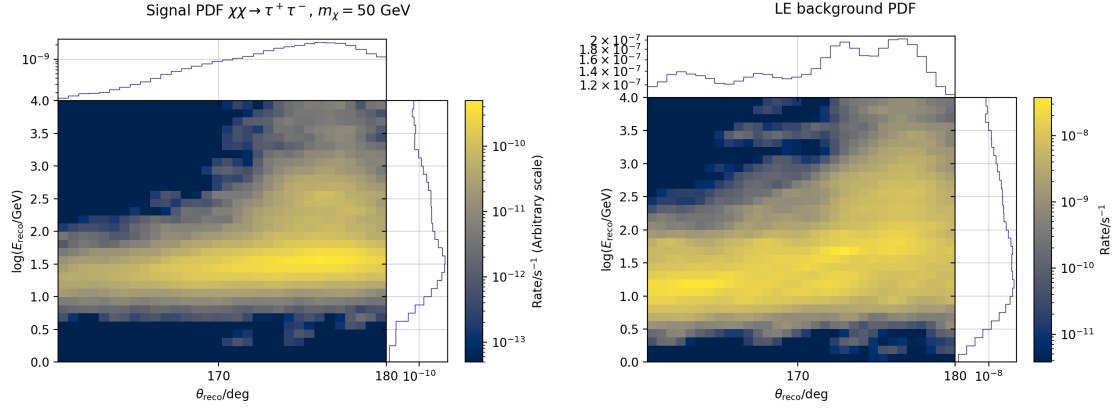 Signal PDF χχ → τ⁺τ⁻, m_χ = 50 GeV
10⁻⁹
4.0
3.5
3.0
2.5
2.0
1.5
1.0
0.5
0.0
log(E_reco/GeV)
170
180
10⁻¹⁰
θ_reco/deg
10⁻¹⁰
10⁻¹¹
10⁻¹²
10⁻¹³
Rate/s⁻¹ (Arbitrary scale)
LE background PDF
2 × 10⁻⁷
1.8 × 10⁻⁷
1.6 × 10⁻⁷
1.4 × 10⁻⁷
1.2 × 10⁻⁷
4.0
3.5
3.0
2.5
2.0
1.5
1.0
0.5
0.0
log(E_reco/GeV)
170
180
10⁻⁸
θ_reco/deg
10⁻⁸
10⁻⁹
10⁻¹⁰
10⁻¹¹
Rate/s⁻¹